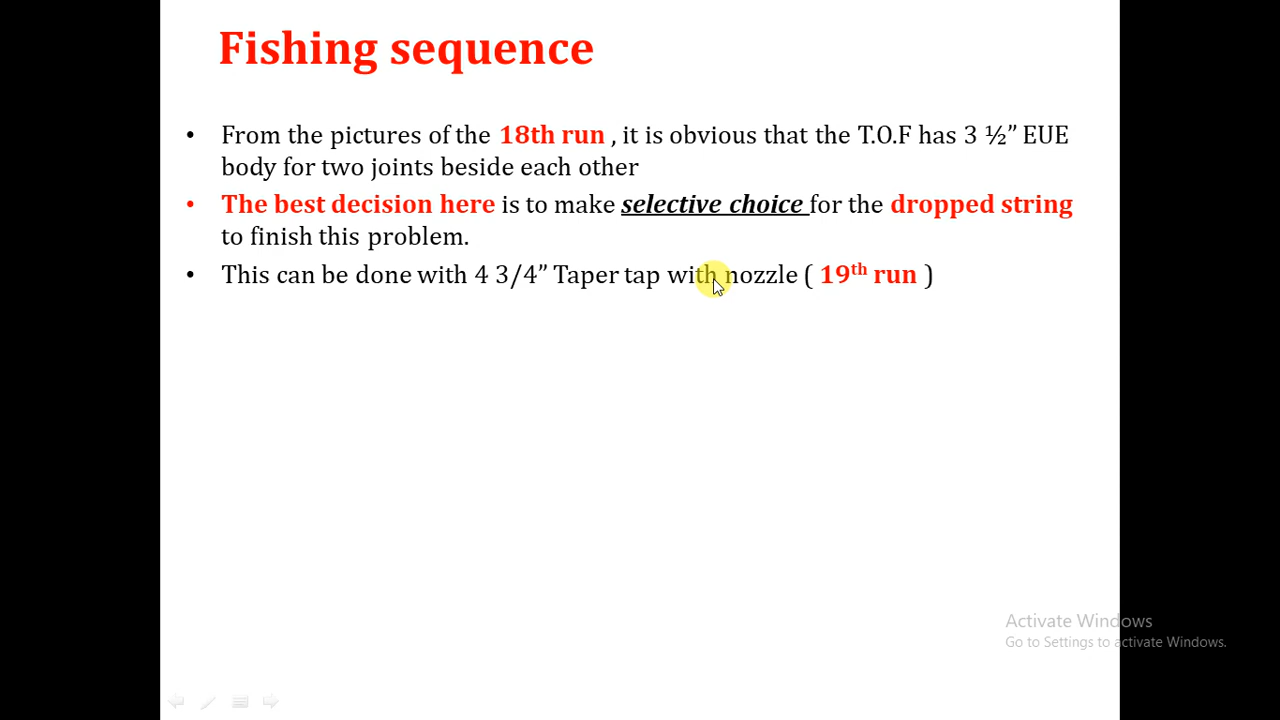 Fishing sequence
• From the pictures of the 18th run , it is obvious that the T.O.F has 3 ½” EUE
body for two joints beside each other
• The best decision here is to make selective choice for the dropped string
to finish this problem.
• This can be done with 4 3/4” Taper tap with nozzle ( 19th run )
Activate Windows
Go to Settings to activate Windows.